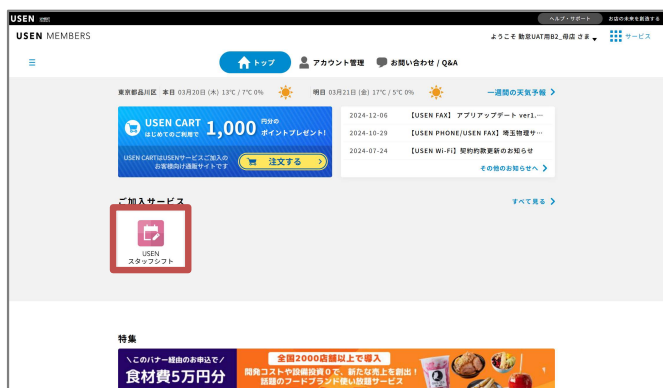 USEN
ヘルプ・サポート
お店の未来を創造する
USEN MEMBERS
ようこそ 勤怠UAT用B2_母店 さま
サービス
トップ
アカウント管理
お問い合わせ / Q&A
東京都品川区 本日 03月20日 (木) 13℃ / 7℃ 0%
明日 03月21日 (金) 17℃ / 5℃ 0%
一週間の天気予報
USEN CART
はじめてのご利用で
1,000 円分の
ポイントプレゼント!
USEN CARTはUSENサービスご加入の
お客様向け通販サイトです
注文する
2024-12-06 【USEN FAX】 アプリアップデート ver1.…
2024-10-29 【USEN PHONE/USEN FAX】埼玉物理サ…
2024-07-24 【USEN Wi-Fi】契約約款更新のお知らせ
その他のお知らせへ
ご加入サービス
すべて見る
USEN
スタッフシフト
特集
\このバナー経由のお申込で/
食材費5万円分
全国2000店舗以上で導入
開発コストや設備投資0で、新たな売上を創出!
話題のフードブランド使い放題サービス